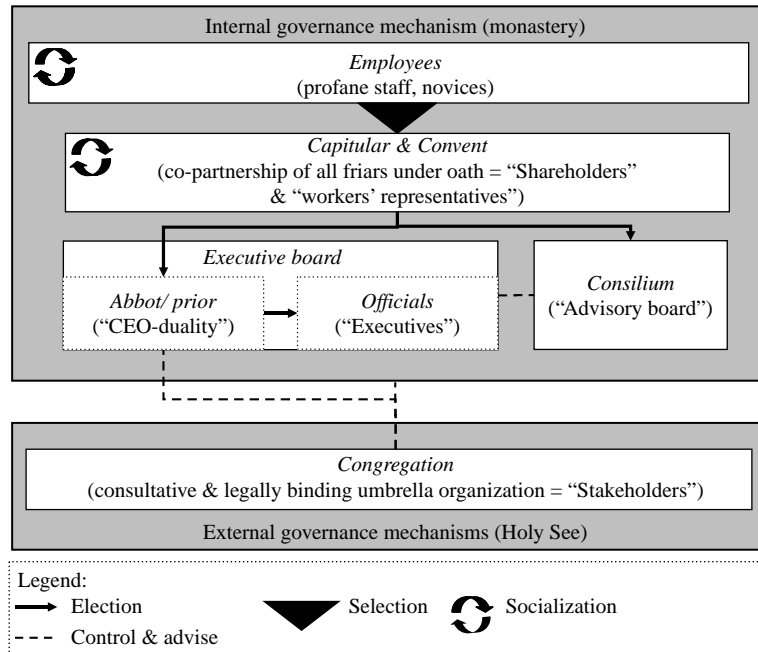 Internal governance mechanism (monastery)
Employees
(profane staff, novices)
Capitular & Convent
(co-partnership of all friars under oath = “Shareholders”
& “workers’ representatives”)
Executive board
Abbot/ prior
(“CEO-duality”)
Officials
(“Executives”)
Consilium
(“Advisory board”)
Congregation
(consultative & legally binding umbrella organization = “Stakeholders”)
External governance mechanisms (Holy See)
Legend:
Election
Selection
Socialization
Control & advise